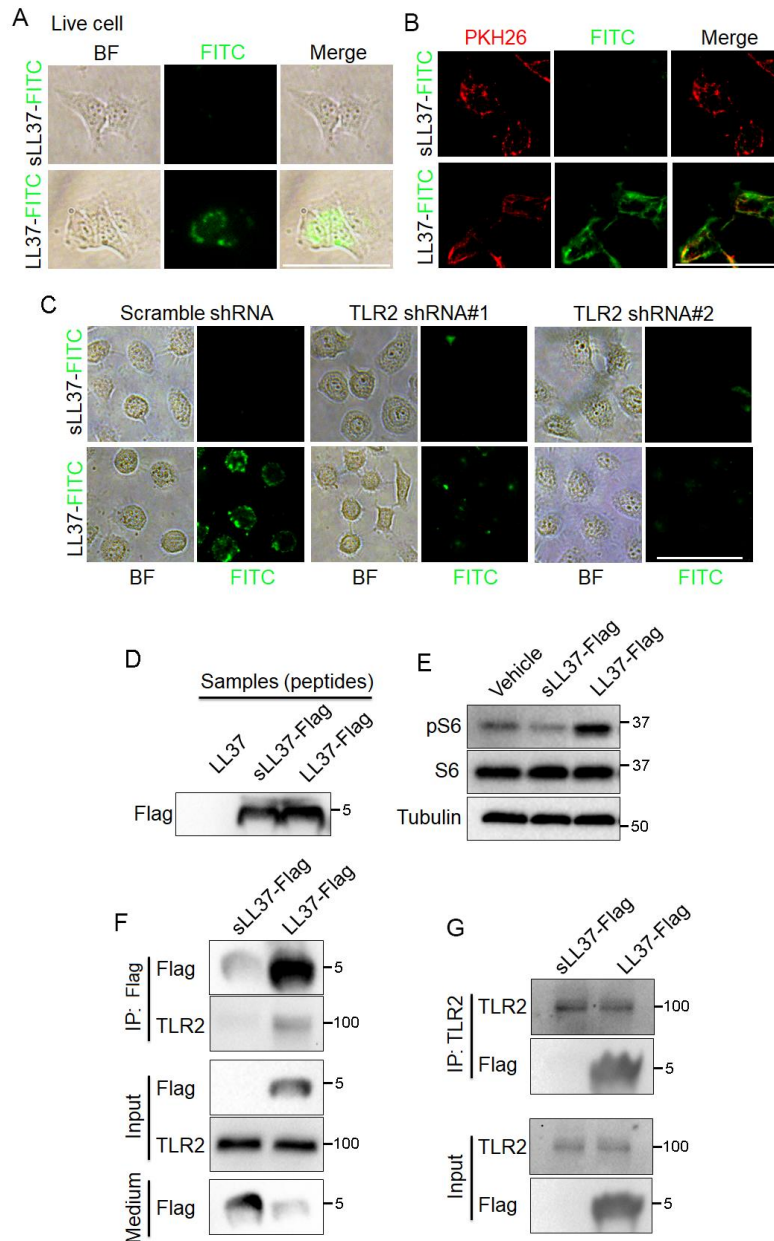 A
Live cell
BF FITC Merge
sLL37-FITC
LL37-FITC
B
PKH26 FITC Merge
sLL37-FITC
LL37-FITC
C
Scramble shRNA TLR2 shRNA#1 TLR2 shRNA#2
sLL37-FITC
LL37-FITC
BF FITC BF FITC BF FITC
D
Samples (peptides)
LL37 sLL37-Flag LL37-Flag
Flag 5
E
Vehicle sLL37-Flag LL37-Flag
pS6 37
S6 37
Tubulin 50
F
sLL37-Flag LL37-Flag
IP: Flag
Flag 5
TLR2 100
Input
Flag 5
TLR2 100
Medium
Flag 5
G
sLL37-Flag LL37-Flag
IP: TLR2
TLR2 100
Flag 5
Input
TLR2 100
Flag 5